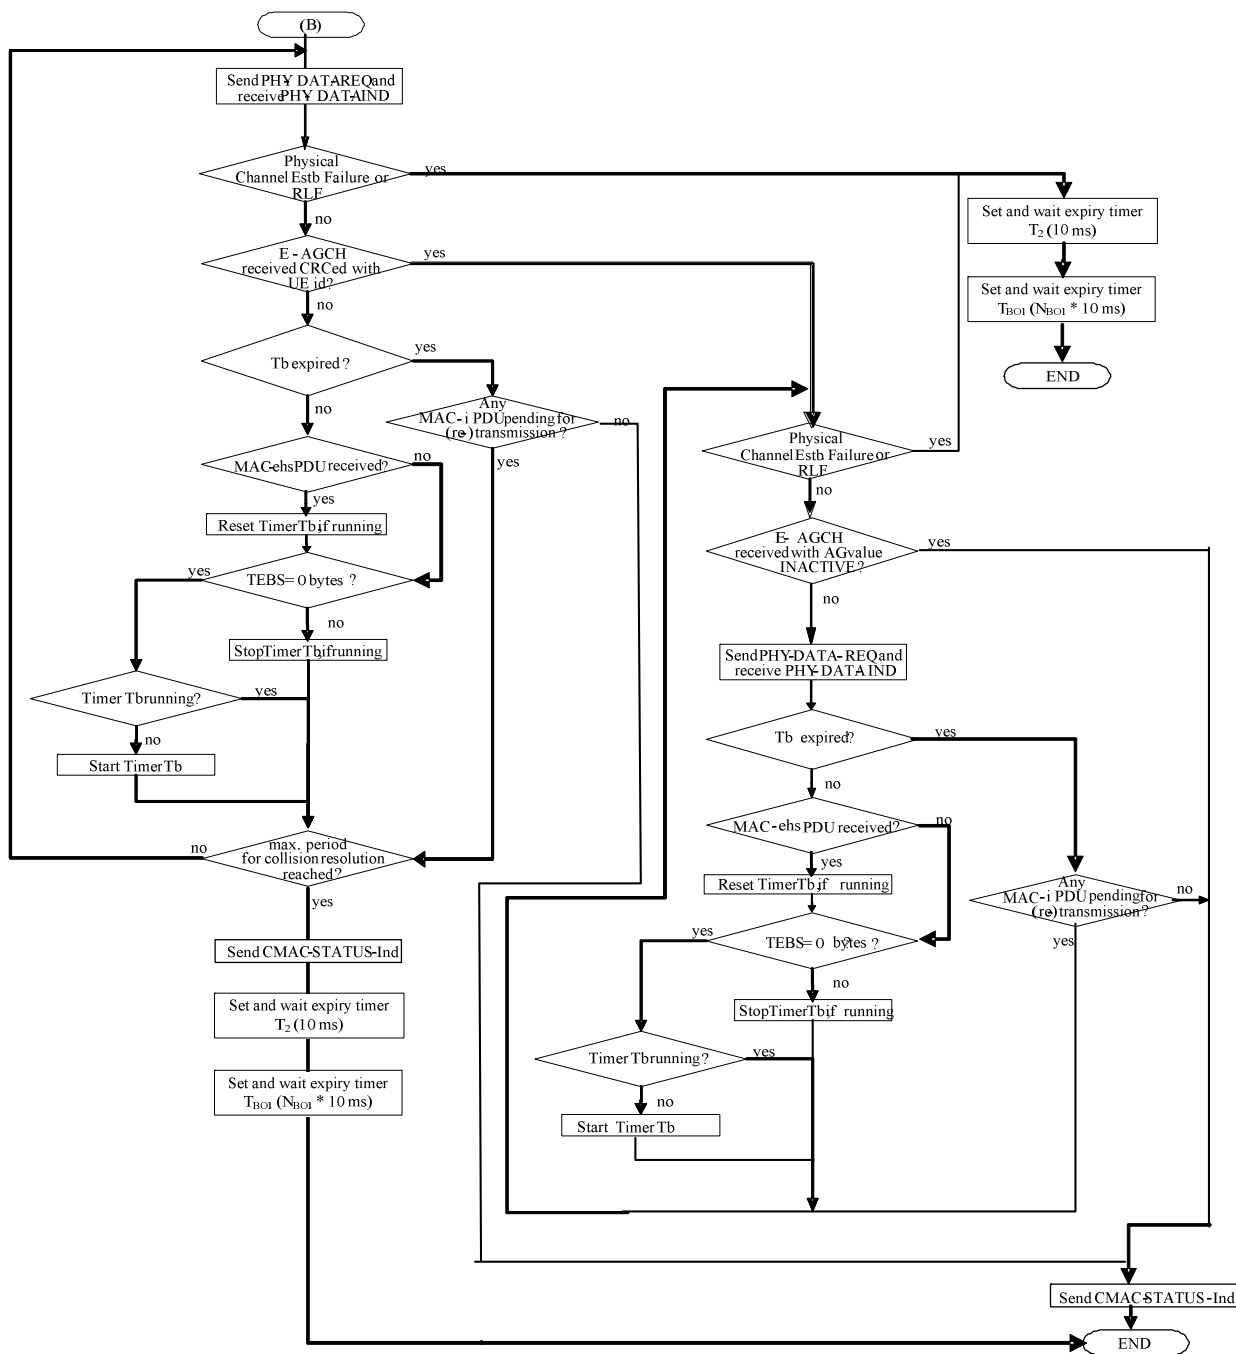 (B)
Send PHY- DATA-REQ and
receive PHY- DATA-IND
Physical
Channel Estb Failure or
RLF
yes
no
Set and wait expiry timer
T2 (10 ms)
E - AGCH
received CRCed with
UE id?
yes
no
Set and wait expiry timer
TBO1 (NBO1 * 10 ms)
END
Tb expired ?
yes
no
Any
MAC- i PDU pending for
(re-) transmission ?
no
yes
MAC-ehs PDU received?
no
yes
Reset Timer Tb, if running
TEBS= 0 bytes ?
yes
no
Stop Timer Tb, if running
Timer Tb running?
yes
no
Start Timer Tb
max. period
for collision resolution
reached?
no
yes
Send CMAC-STATUS-Ind
Set and wait expiry timer
T2 (10 ms)
Set and wait expiry timer
TBO1 (NBO1 * 10 ms)
Physical
Channel Estb Failure or
RLF
yes
no
E- AGCH
received with AG value
INACTIVE ?
yes
no
Send PHY-DATA- REQ and
receive PHY-DATA-IND
Tb expired?
yes
no
MAC- ehs PDU received?
no
yes
Reset Timer Tb, if running
Any
MAC- i PDU pending for
(re-) transmission ?
no
yes
TEBS= 0 bytes ?
yes
no
Stop Timer Tb, if running
Timer Tb running?
yes
no
Start Timer Tb
Send CMAC-STATUS-Ind
END